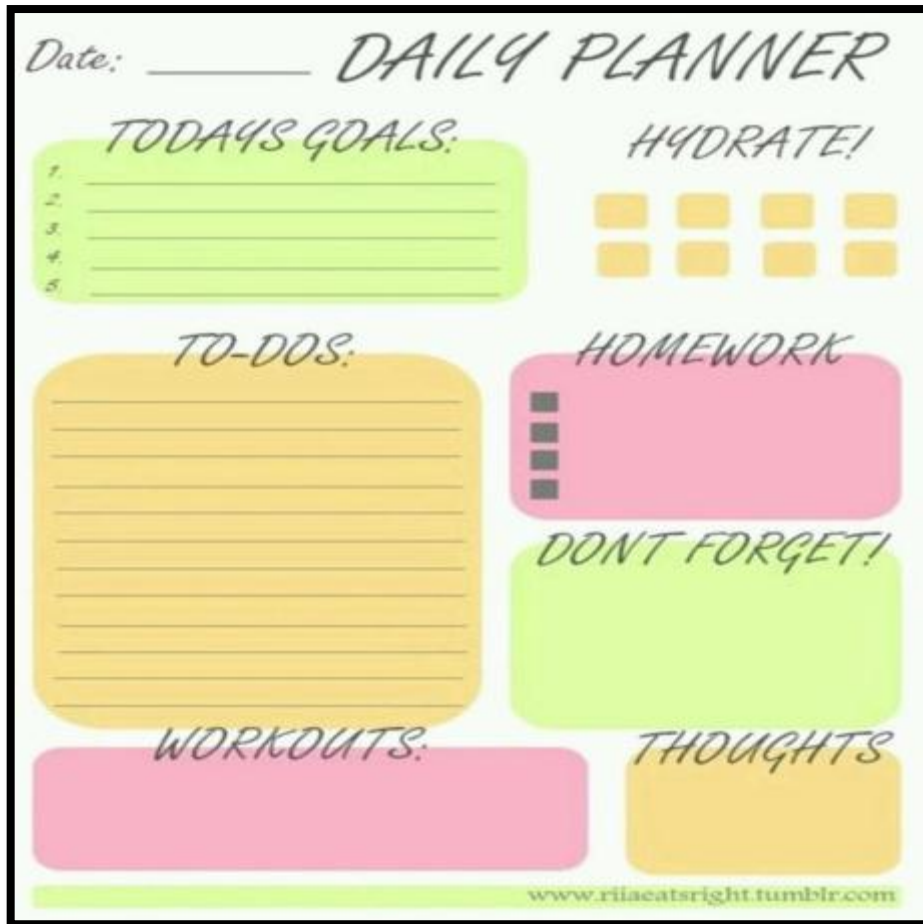 Date: DAILY PLANNER
TODAYS GOALS:
1.
2.
3.
4.
5.
HYDRATE!
TO-DOS:
HOMEWORK
DONT FORGET!
WORKOUTS:
THOUGHTS
www.riiaeatsright.tumblr.com